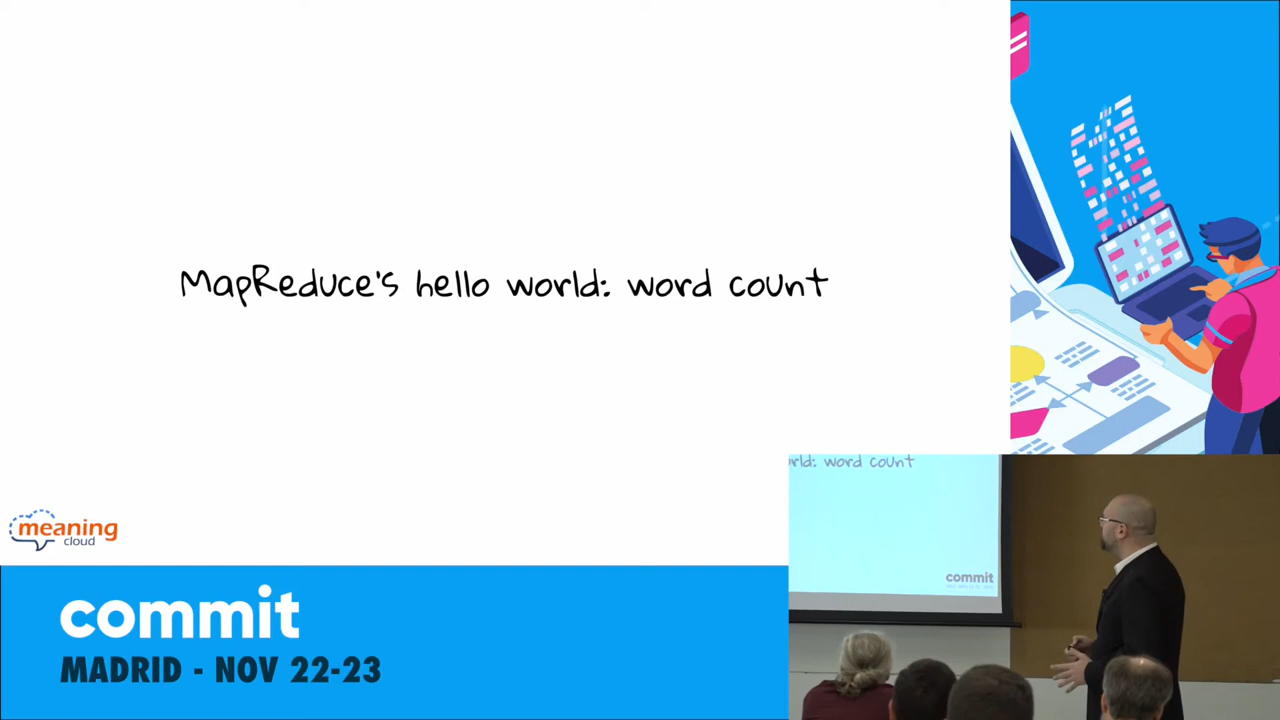 MapReduce's hello world: word count
meaning
cloud
commit
MADRID - NOV 22-23
rld: word count
commit